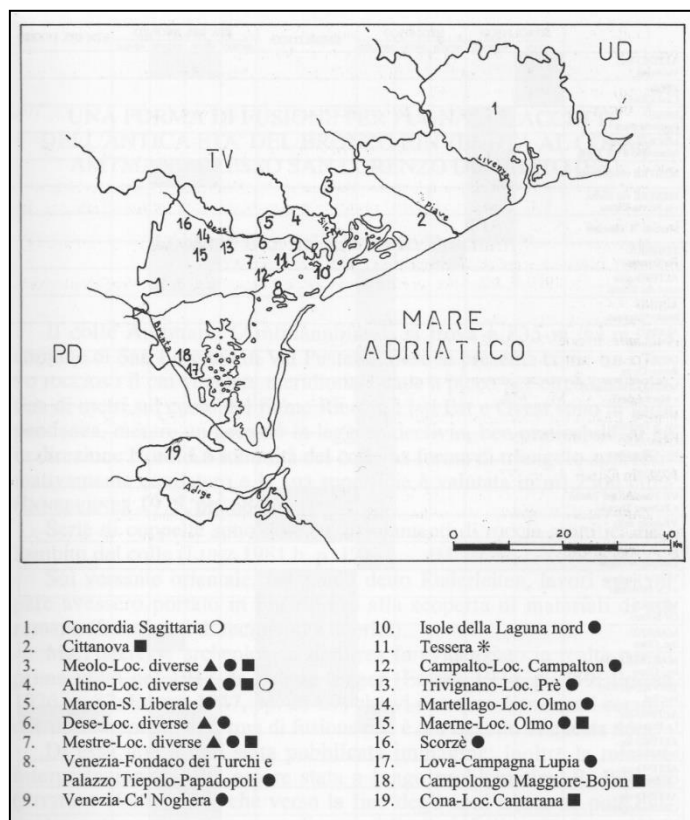 UD
1
TV
Livenza
3
Piave
2
16
Dese
5
4
Sile
14
13
6
9
15
7
11
12
10
8
MARE
ADRIATICO
PD
Brenta
18
17
19
Adige
0 20 40
Km
1. Concordia Sagittaria ○
2. Cittanova ■
3. Meolo-Loc. diverse ▲ ● ■
4. Altino-Loc. diverse ▲ ● ■ ○
5. Marcon-S. Liberale ●
6. Dese-Loc. diverse ▲ ●
7. Mestre-Loc. diverse ▲ ● ■
8. Venezia-Fondaco dei Turchi e
Palazzo Tiepolo-Papadopoli ●
9. Venezia-Ca' Noghera ●
10. Isole della Laguna nord ●
11. Tessera ✳
12. Campalto-Loc. Campalton ●
13. Trivignano-Loc. Prè ●
14. Martellago-Loc. Olmo ●
15. Maerne-Loc. Olmo ● ■
16. Scorzè ●
17. Lova-Campagna Lupia ●
18. Campolongo Maggiore-Bojon ■
19. Cona-Loc.Cantarana ■